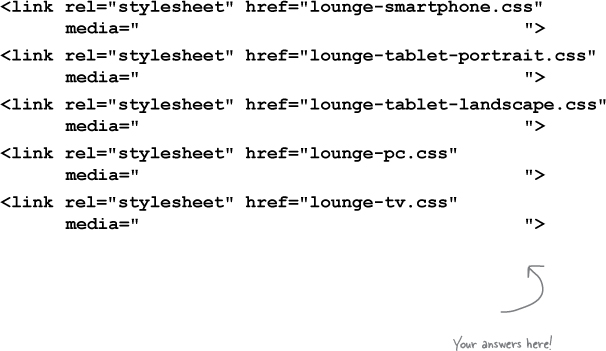 <link rel="stylesheet" href="lounge-smartphone.css"
media=" ">
<link rel="stylesheet" href="lounge-tablet-portrait.css"
media=" ">
<link rel="stylesheet" href="lounge-tablet-landscape.css"
media=" ">
<link rel="stylesheet" href="lounge-pc.css"
media=" ">
<link rel="stylesheet" href="lounge-tv.css"
media=" ">
Your answers here!